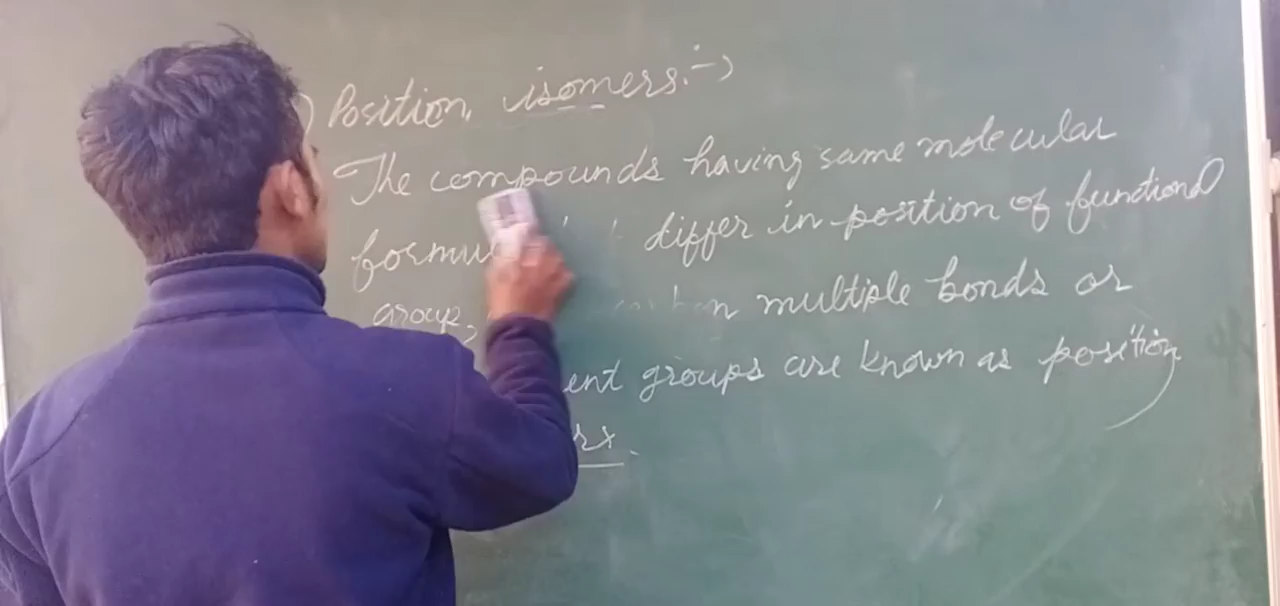 ) Position isomers:->
The compounds having same molecular
formul differ in position of functional
group, multiple bonds or
ent groups are known as position
rs.